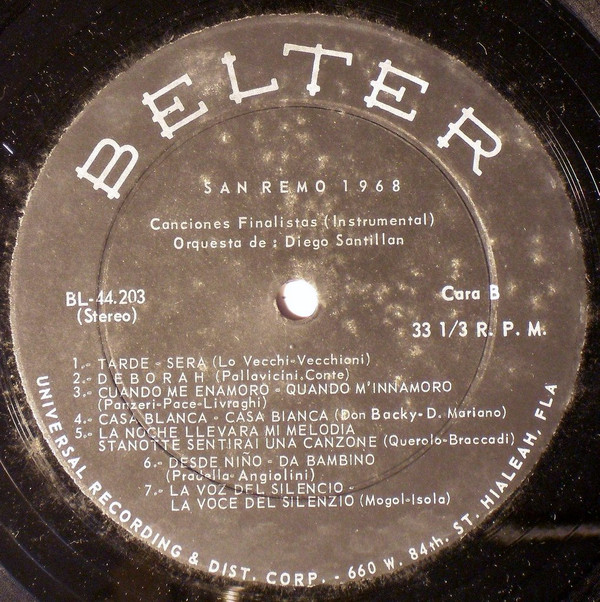 BELTER
SAN REMO 1968
Canciones Finalistas (Instrumental)
Orquesta de : Diego Santillan
BL-44.203
(Stereo)
Cara B
33 1/3 R. P. M.
1.- TARDE - SERA (Lo Vecchi-Vecchioni)
2.- DEBORAH (Pallavicini.Conte)
3.- CUANDO ME ENAMORO - QUANDO M'INNAMORO
(Panzeri-Pace-Livraghi)
4.- CASA BLANCA - CASA BIANCA (Don Backy-D. Mariano)
5.- LA NOCHE LLEVARA MI MELODIA
STANOTTE SENTIRAI UNA CANZONE (Querolo-Braccadi)
6.- DESDE NIÑO - DA BAMBINO
(Pradella-Angiolini)
7.- LA VOZ DEL SILENCIO -
LA VOCE DEL SILENZIO (Mogol-Isola)
UNIVERSAL RECORDING & DIST. CORP. - 660 W. 84.th. ST. HIALEAH, FLA